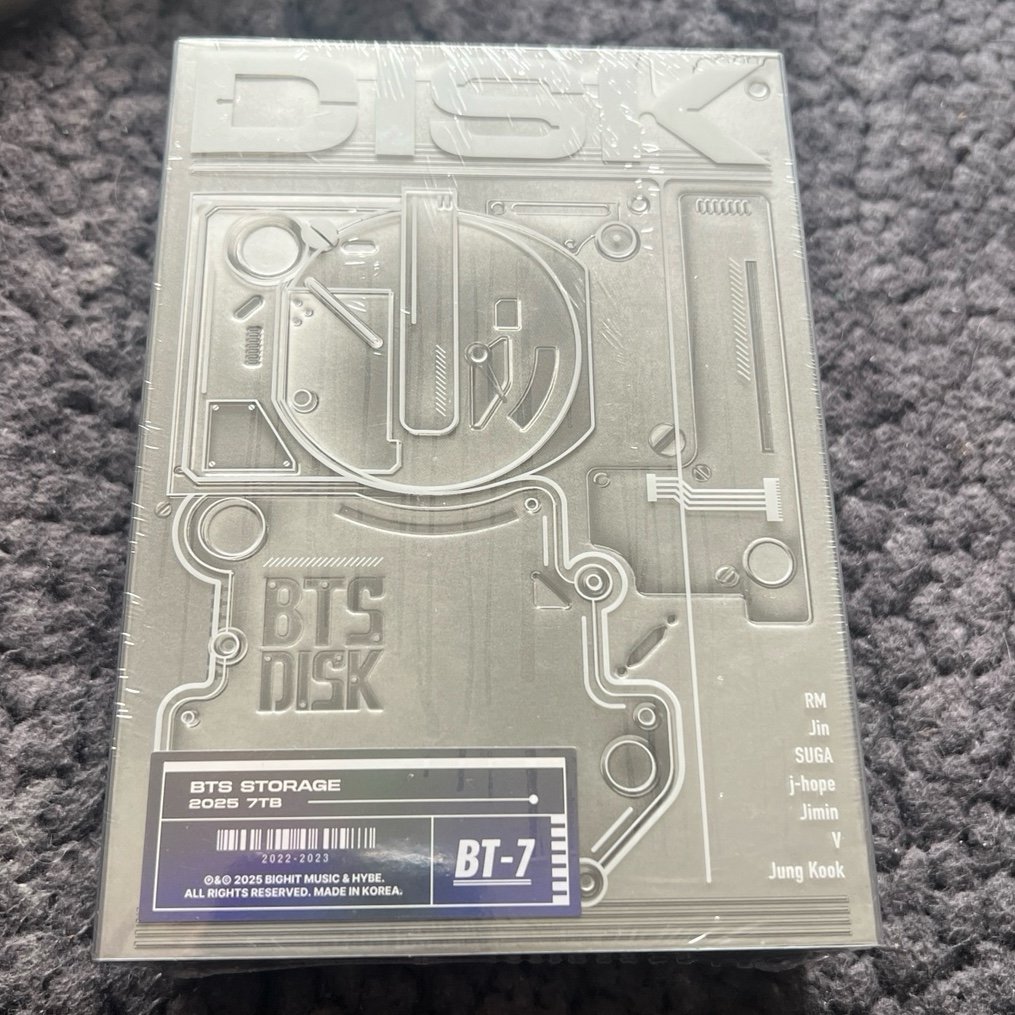 DISK
BTS
DISK
RM
Jin
SUGA
j-hope
Jimin
V
Jung Kook
BTS STORAGE
2025 7TB
2022-2023
BT-7
℗&© 2025 BIGHIT MUSIC & HYBE.
ALL RIGHTS RESERVED. MADE IN KOREA.